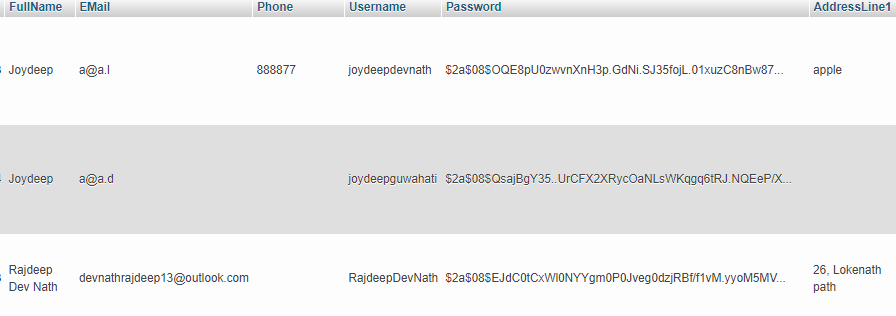 FullName EMail Phone Username Password AddressLine1
Joydeep a@a.l 888877 joydeepdevnath $2a$08$OQE8pU0zwvnXnH3p.GdNi.SJ35fojL.01xuzC8nBw87... apple
Joydeep a@a.d joydeepguwahati $2a$08$QsajBgY35..UrCFX2XRycOaNLsWKqgq6tRJ.NQEeP/X...
Rajdeep Dev Nath devnathrajdeep13@outlook.com RajdeepDevNath $2a$08$EJdC0tCxWl0NYYgm0P0Jveg0dzjRBf/f1vM.yyoM5MV... 26, Lokenath path